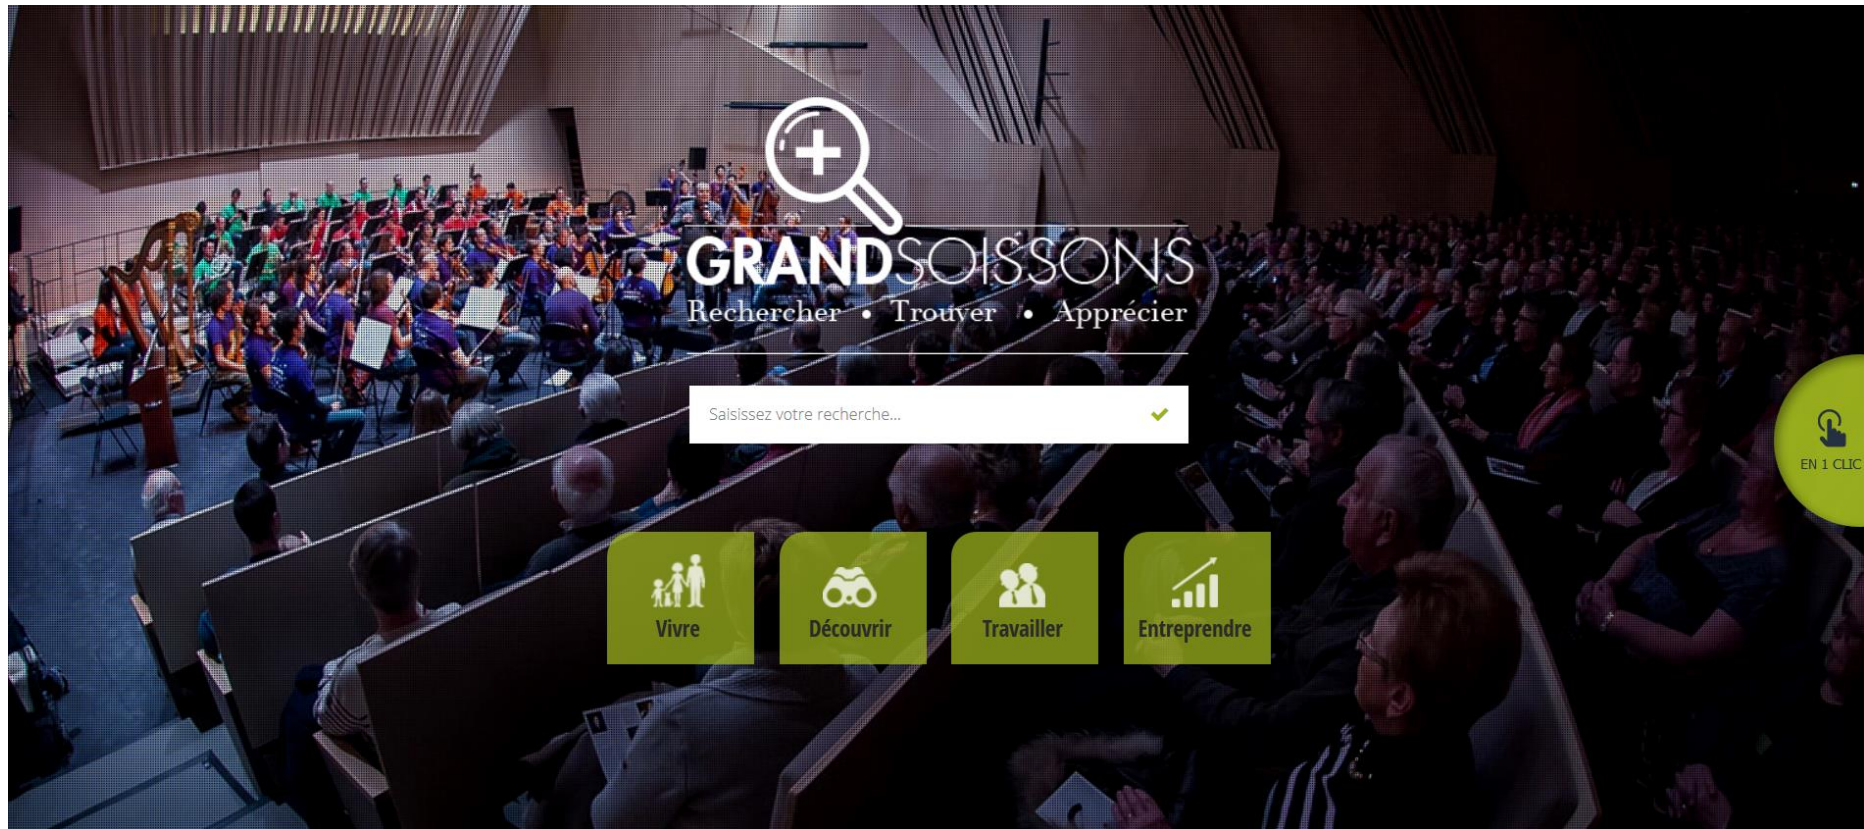 GRANDSOISSONS
Rechercher • Trouver • Apprécier
Saisissez votre recherche...
EN 1 CLIC
Vivre
Découvrir
Travailler
Entreprendre